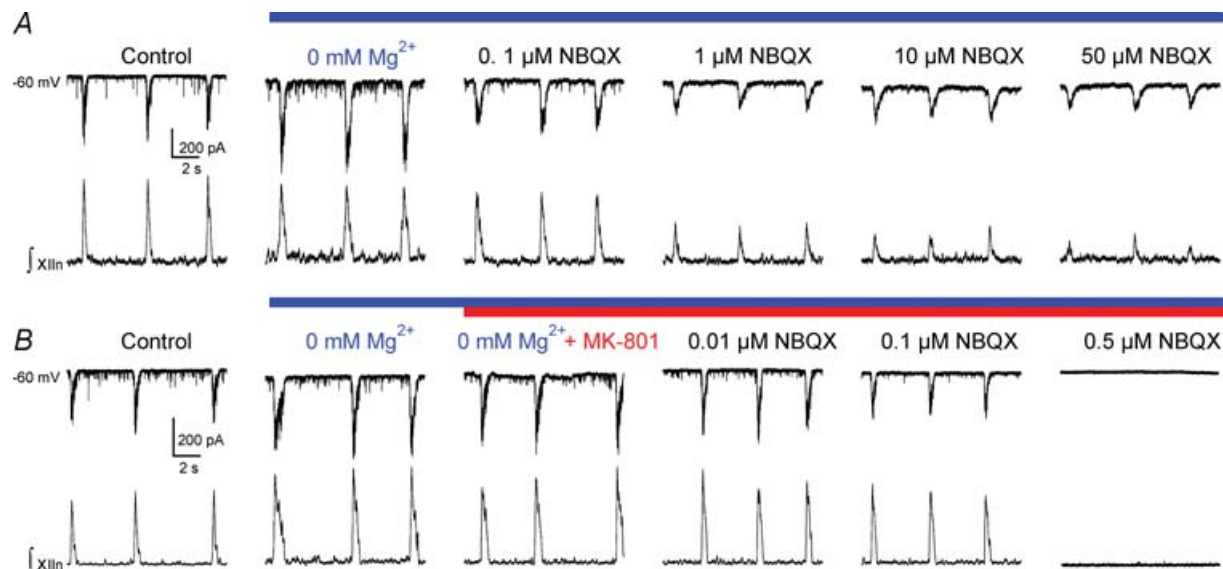 A
Control
0 mM Mg²⁺
0. 1 µM NBQX
1 µM NBQX
10 µM NBQX
50 µM NBQX
-60 mV
200 pA
2 s
∫ XIIn
B
Control
0 mM Mg²⁺
0 mM Mg²⁺+ MK-801
0.01 µM NBQX
0.1 µM NBQX
0.5 µM NBQX
-60 mV
200 pA
2 s
∫ XIIn